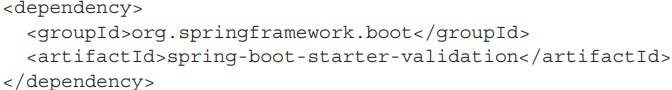 <dependency>
  <groupId>org.springframework.boot</groupId>
  <artifactId>spring-boot-starter-validation</artifactId>
</dependency>